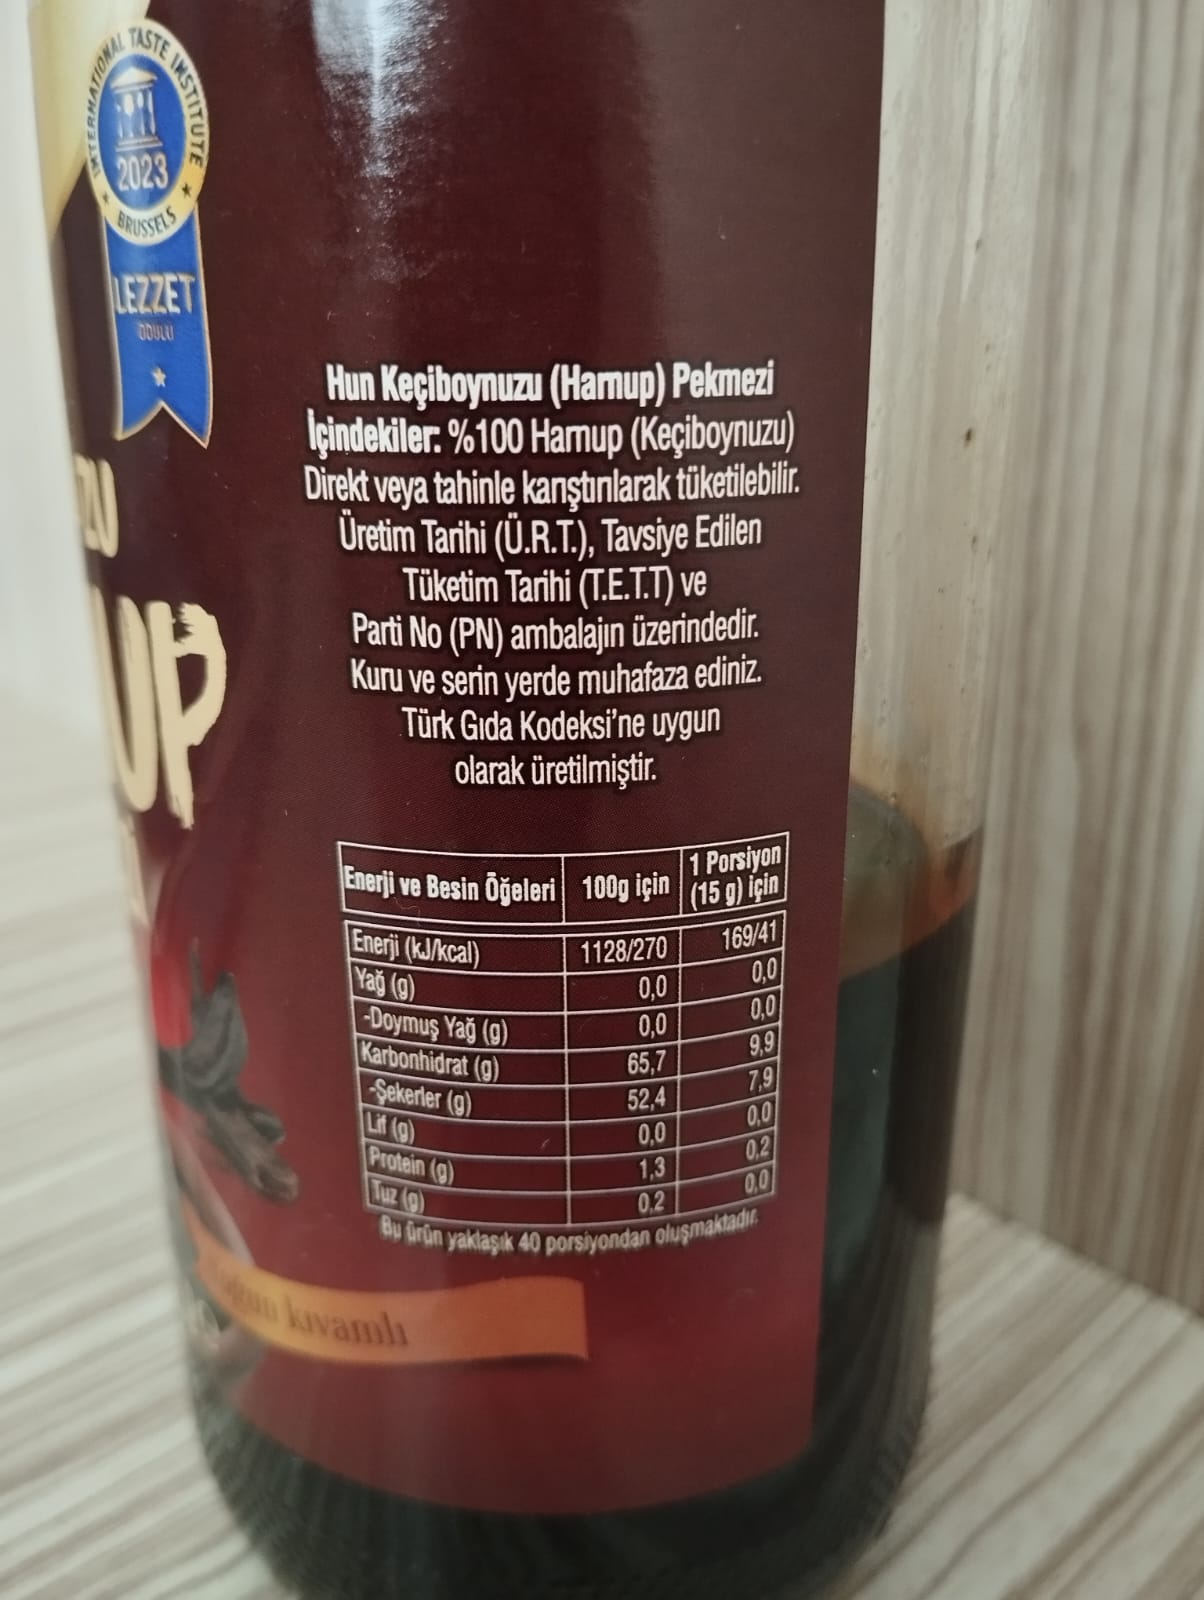 INTERNATIONAL TASTE INSTITUTE
2023
BRUSSELS
LEZZET
ÖDÜLÜ
ZU
UP
Hun Keçiboynuzu (Harnup) Pekmezi
İçindekiler: %100 Harnup (Keçiboynuzu)
Direkt veya tahinle karıştırılarak tüketilebilir.
Üretim Tarihi (Ü.R.T.), Tavsiye Edilen
Tüketim Tarihi (T.E.T.T) ve
Parti No (PN) ambalajın üzerindedir.
Kuru ve serin yerde muhafaza ediniz.
Türk Gıda Kodeksi'ne uygun
olarak üretilmiştir.
Enerji ve Besin Öğeleri 100g için 1 Porsiyon (15 g) için
Enerji (kJ/kcal) 1128/270 169/41
Yağ (g) 0,0 0,0
-Doymuş Yağ (g) 0,0 0,0
Karbonhidrat (g) 65,7 9,9
-Şekerler (g) 52,4 7,9
Lif (g) 0,0 0,0
Protein (g) 1,3 0,2
Tuz (g) 0,2 0,0
Bu ürün yaklaşık 40 porsiyondan oluşmaktadır.
kıvamlı